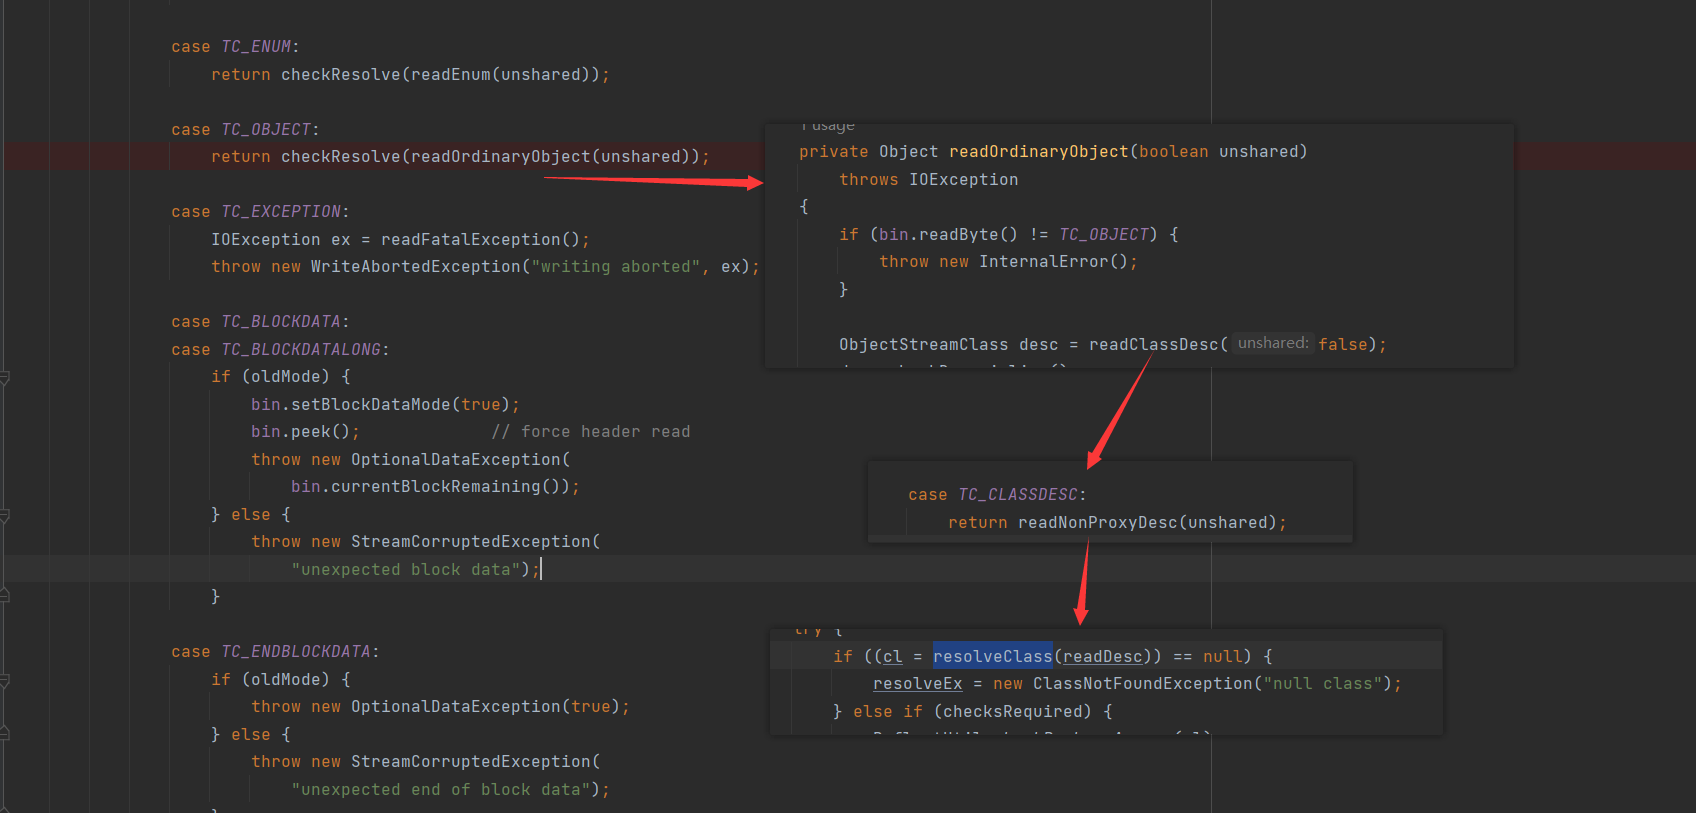 case TC_ENUM:
return checkResolve(readEnum(unshared));
case TC_OBJECT:
return checkResolve(readOrdinaryObject(unshared));
case TC_EXCEPTION:
IOException ex = readFatalException();
throw new WriteAbortedException("writing aborted", ex);
case TC_BLOCKDATA:
case TC_BLOCKDATALONG:
if (oldMode) {
bin.setBlockDataMode(true);
bin.peek(); // force header read
throw new OptionalDataException(
bin.currentBlockRemaining());
} else {
throw new StreamCorruptedException(
"unexpected block data");
}
case TC_ENDBLOCKDATA:
if (oldMode) {
throw new OptionalDataException(true);
} else {
throw new StreamCorruptedException(
"unexpected end of block data");
1 usage
private Object readOrdinaryObject(boolean unshared)
throws IOException
{
if (bin.readByte() != TC_OBJECT) {
throw new InternalError();
}
ObjectStreamClass desc = readClassDesc( unshared: false);
case TC_CLASSDESC:
return readNonProxyDesc(unshared);
try {
if ((cl = resolveClass(readDesc)) == null) {
resolveEx = new ClassNotFoundException("null class");
} else if (checksRequired) {